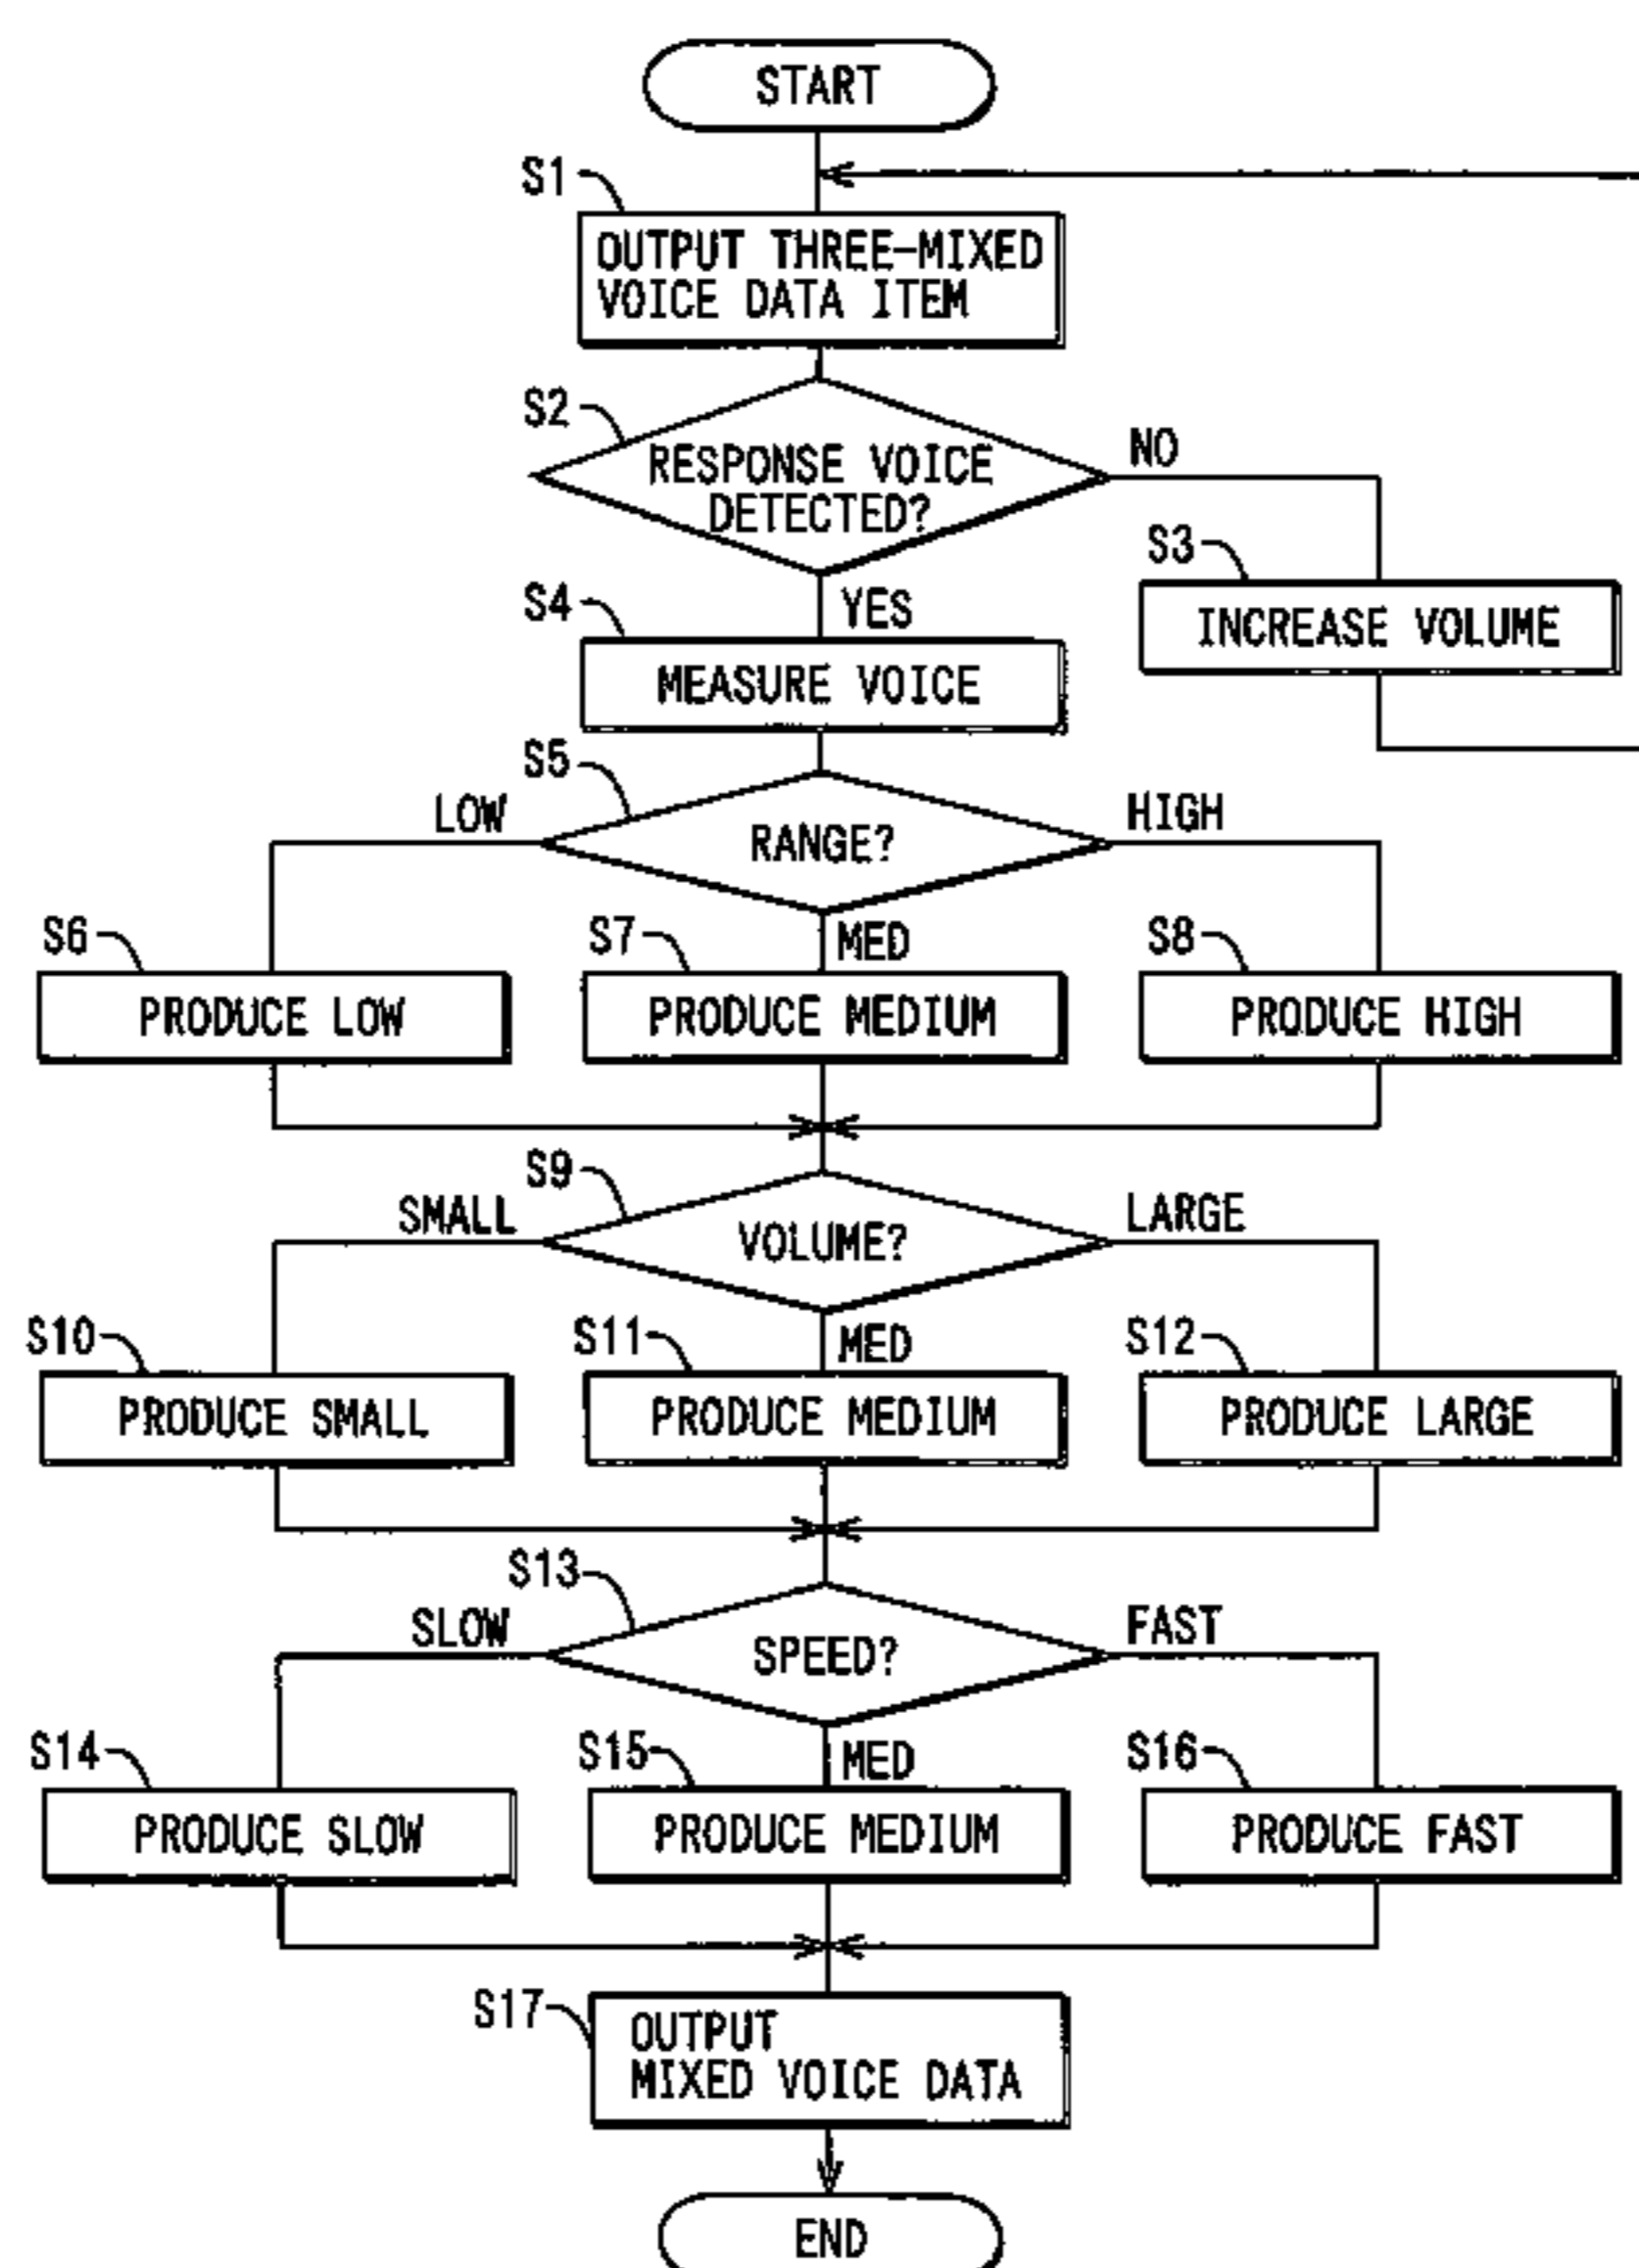 START
S1
OUTPUT THREE-MIXED
VOICE DATA ITEM
S2
RESPONSE VOICE
DETECTED?
NO
S3
INCREASE VOLUME
YES
S4
MEASURE VOICE
S5
RANGE?
LOW
HIGH
MED
S6
PRODUCE LOW
S7
PRODUCE MEDIUM
S8
PRODUCE HIGH
S9
VOLUME?
SMALL
LARGE
MED
S10
PRODUCE SMALL
S11
PRODUCE MEDIUM
S12
PRODUCE LARGE
S13
SPEED?
SLOW
FAST
MED
S14
PRODUCE SLOW
S15
PRODUCE MEDIUM
S16
PRODUCE FAST
S17
OUTPUT
MIXED VOICE DATA
END